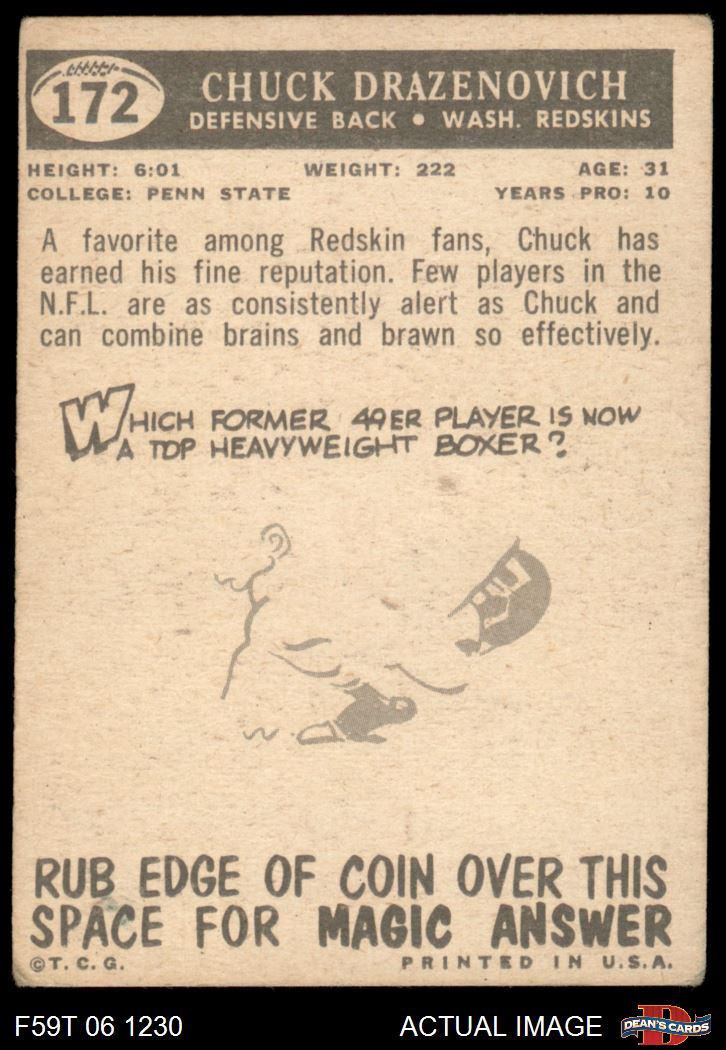 172
CHUCK DRAZENOVICH
DEFENSIVE BACK • WASH. REDSKINS
HEIGHT: 6:01 WEIGHT: 222 AGE: 31
COLLEGE: PENN STATE YEARS PRO: 10
A favorite among Redskin fans, Chuck has
earned his fine reputation. Few players in the
N.F.L. are as consistently alert as Chuck and
can combine brains and brawn so effectively.
WHICH FORMER 49ER PLAYER IS NOW
A TOP HEAVYWEIGHT BOXER?
RUB EDGE OF COIN OVER THIS
SPACE FOR MAGIC ANSWER
©T.C.G. PRINTED IN U.S.A.
F59T 06 1230 ACTUAL IMAGE
D
DEAN'S CARDS